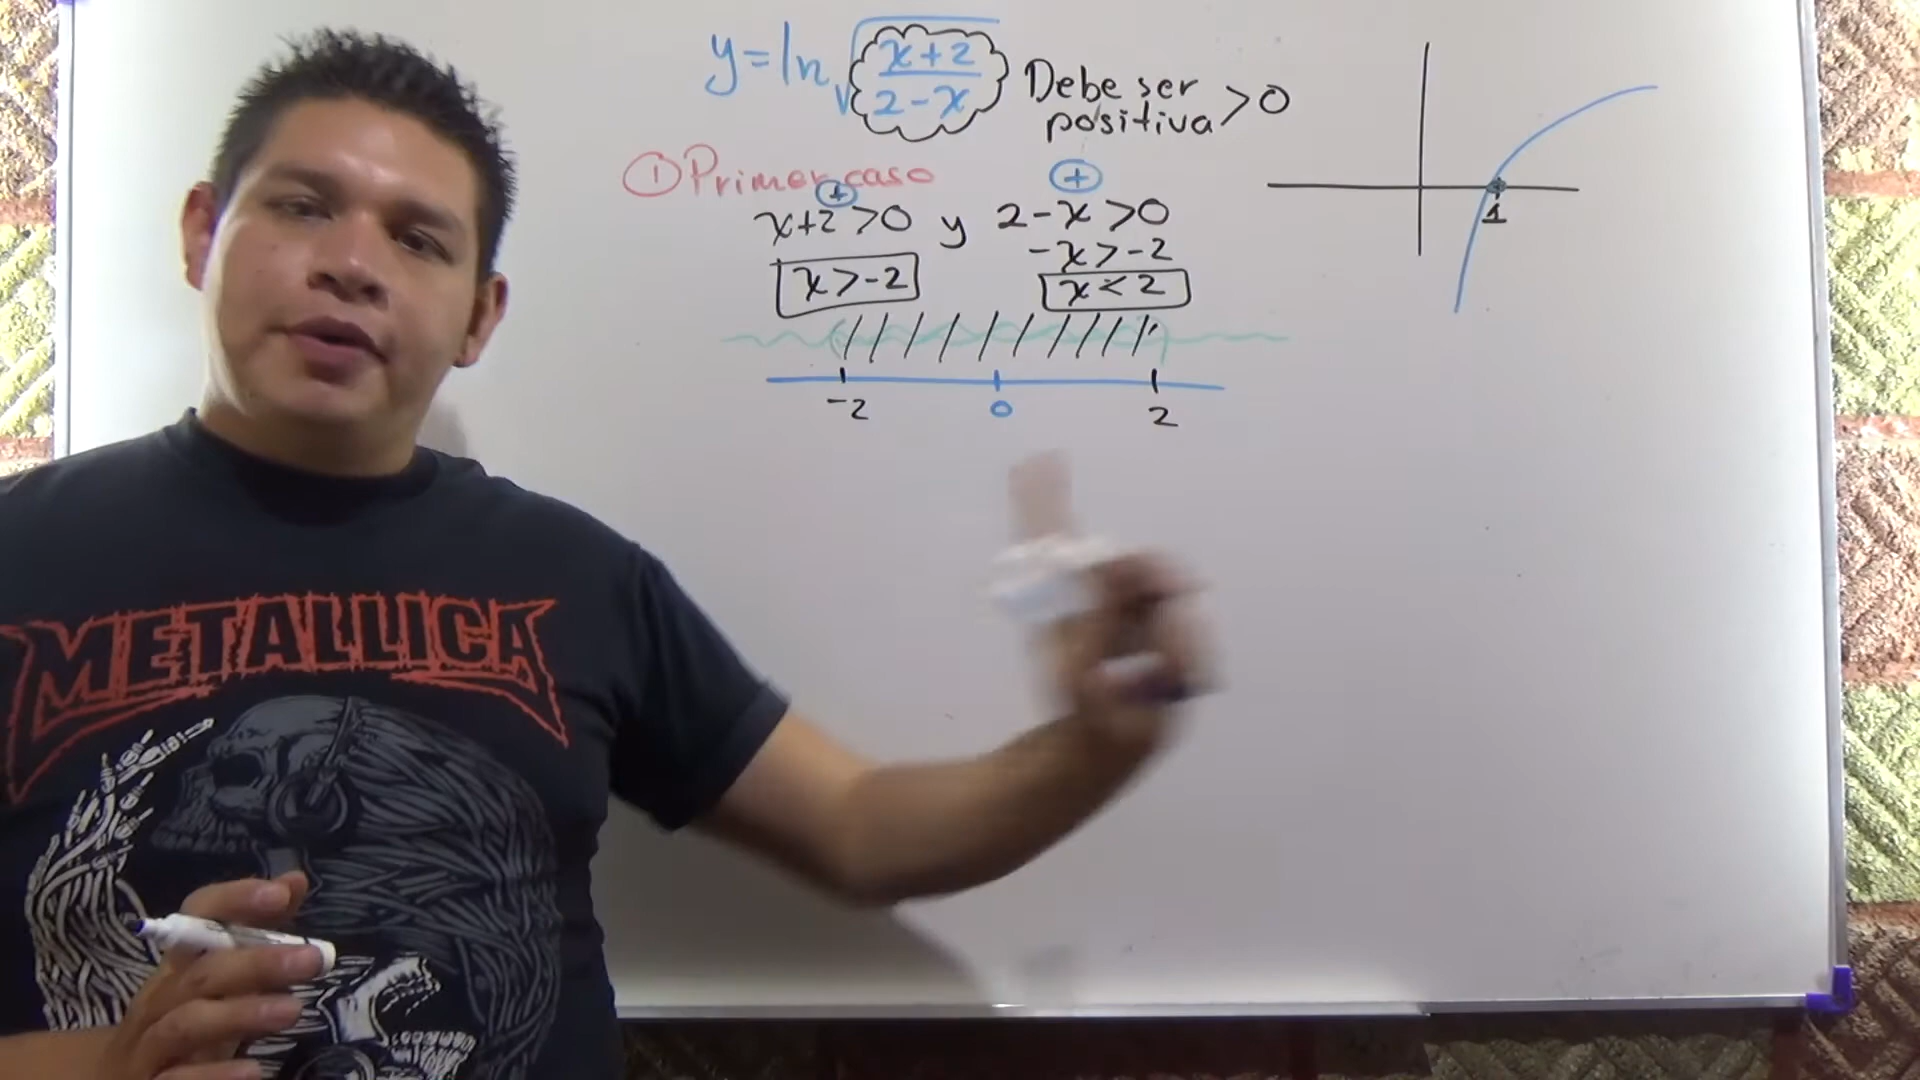 y = ln √((x+2)/(2-x)) Debe ser positiva > 0
① Primer caso
⊕ ⊕
x+2 > 0 y 2-x > 0
-x > -2
x > -2 x < 2
-2 0 2
1
METALLICA